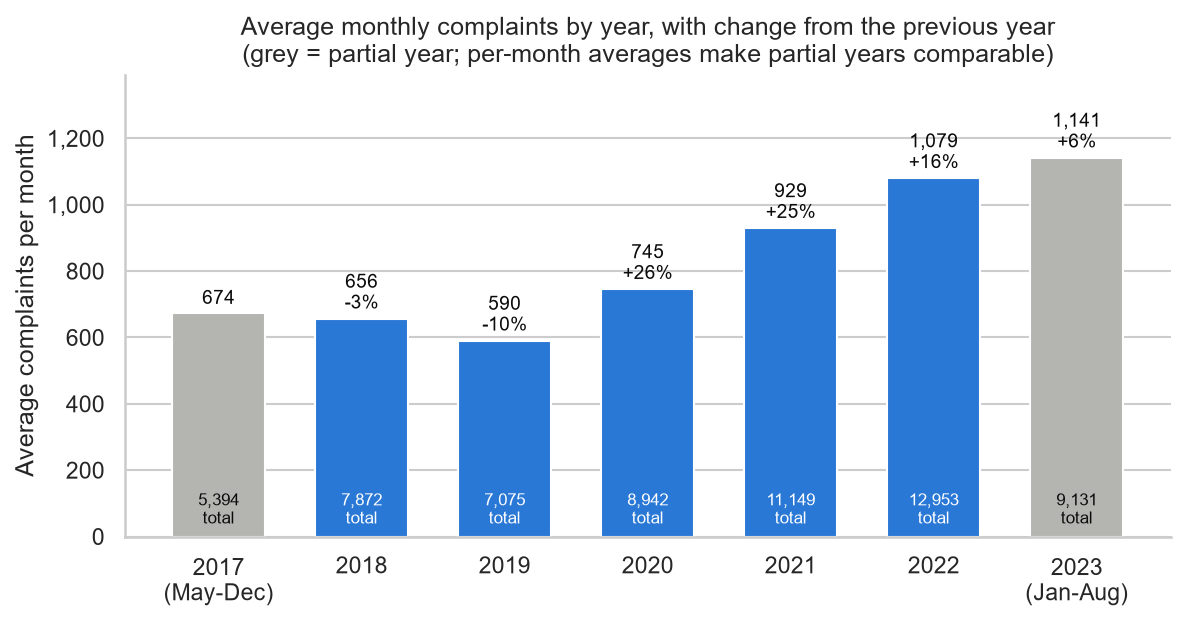 Average monthly complaints by year, with change from the previous year
(grey = partial year; per-month averages make partial years comparable)
Average complaints per month
1,200
1,000
800
600
400
200
0
674
656
-3%
590
-10%
745
+26%
929
+25%
1,079
+16%
1,141
+6%
5,394
total
7,872
total
7,075
total
8,942
total
11,149
total
12,953
total
9,131
total
2017
(May-Dec)
2018
2019
2020
2021
2022
2023
(Jan-Aug)